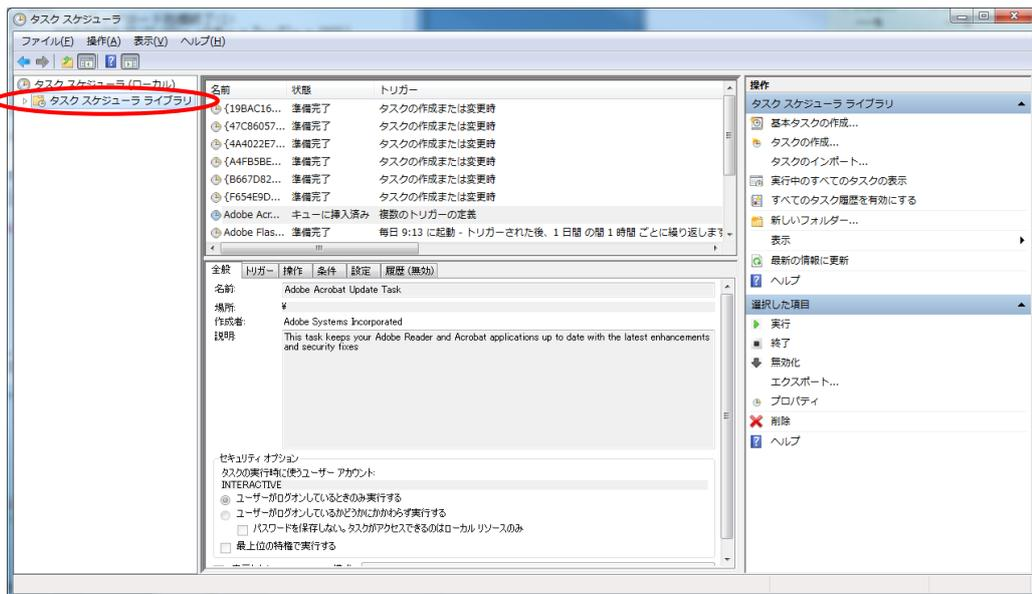 タスク スケジューラ
ファイル(F) 操作(A) 表示(V) ヘルプ(H)
タスク スケジューラ (ローカル)
タスク スケジューラ ライブラリ
名前 状態 トリガー
{19BAC16... 準備完了 タスクの作成または変更時
{47C86057... 準備完了 タスクの作成または変更時
{4A4022E7... 準備完了 タスクの作成または変更時
{A4FB5BE... 準備完了 タスクの作成または変更時
{B667D82... 準備完了 タスクの作成または変更時
{F654E9D... 準備完了 タスクの作成または変更時
Adobe Acr... キューに挿入済み 複数のトリガーの定義
Adobe Flas... 準備完了 毎日 9:13 に起動 - トリガーされた後、1 日間 の間 1 時間 ごとに繰り返します
全般 トリガー 操作 条件 設定 履歴 (無効)
名前: Adobe Acrobat Update Task
場所: ¥
作成者: Adobe Systems Incorporated
説明: This task keeps your Adobe Reader and Acrobat applications up to date with the latest enhancements
and security fixes
セキュリティ オプション
タスクの実行時に使うユーザー アカウント:
INTERACTIVE
ユーザーがログオンしているときのみ実行する
ユーザーがログオンしているかどうかにかかわらず実行する
パスワードを保存しない。タスクがアクセスできるのはローカル リソースのみ
最上位の特権で実行する
操作
タスク スケジューラ ライブラリ
基本タスクの作成...
タスクの作成...
タスクのインポート...
実行中のすべてのタスクの表示
すべてのタスク履歴を有効にする
新しいフォルダー...
表示
最新の情報に更新
ヘルプ
選択した項目
実行
終了
無効化
エクスポート...
プロパティ
削除
ヘルプ